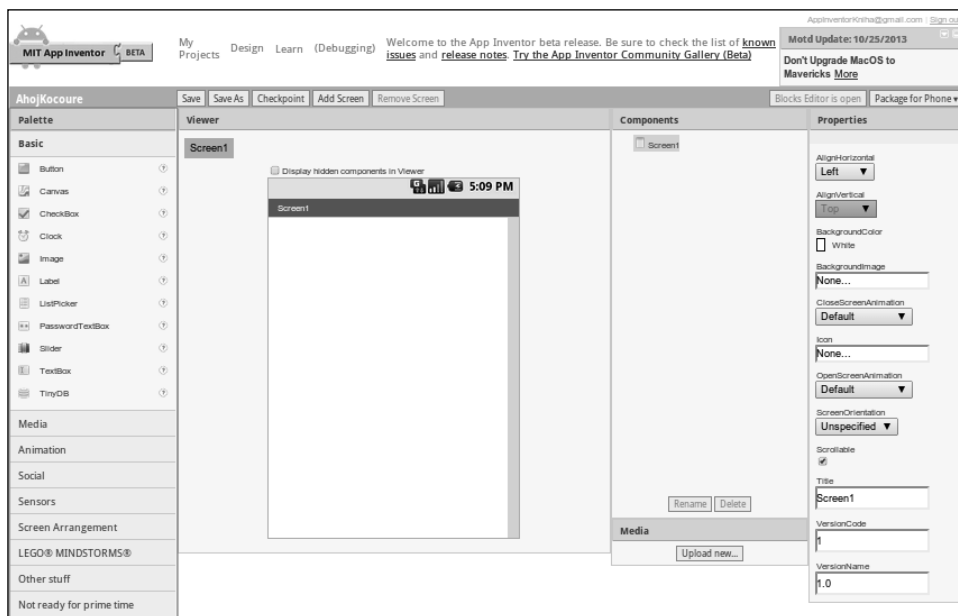 AppInventorKniha@gmail.com | Sign out
MIT App Inventor BETA
My Projects
Design
Learn
(Debugging)
Welcome to the App Inventor beta release. Be sure to check the list of known
issues and release notes. Try the App Inventor Community Gallery (Beta)
Motd Update: 10/25/2013
Don't Upgrade MacOS to
Mavericks More
AhojKocoure
Save
Save As
Checkpoint
Add Screen
Remove Screen
Blocks Editor is open
Package for Phone
Palette
Basic
Button
Canvas
CheckBox
Clock
Image
Label
ListPicker
PasswordTextBox
Slider
TextBox
TinyDB
Media
Animation
Social
Sensors
Screen Arrangement
LEGO® MINDSTORMS®
Other stuff
Not ready for prime time
Viewer
Screen1
Display hidden components in Viewer
5:09 PM
Screen1
Components
Screen1
Rename
Delete
Media
Upload new...
Properties
AlignHorizontal
Left
AlignVertical
Top
BackgroundColor
White
BackgroundImage
None...
CloseScreenAnimation
Default
Icon
None...
OpenScreenAnimation
Default
ScreenOrientation
Unspecified
Scrollable
Title
Screen1
VersionCode
1
VersionName
1.0